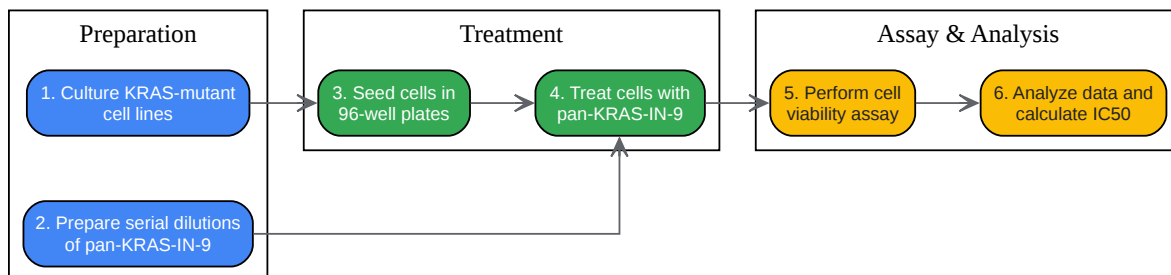 Preparation
1. Culture KRAS-mutant
cell lines
2. Prepare serial dilutions
of pan-KRAS-IN-9
Treatment
3. Seed cells in
96-well plates
4. Treat cells with
pan-KRAS-IN-9
Assay & Analysis
5. Perform cell
viability assay
6. Analyze data and
calculate IC50